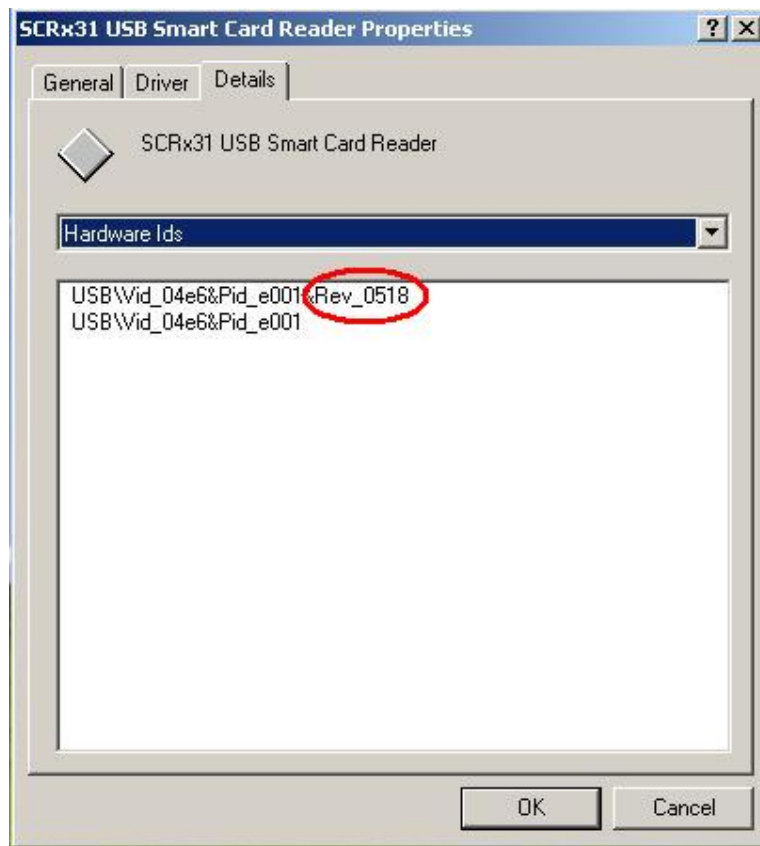 SCRx31 USB Smart Card Reader Properties
General Driver Details
SCRx31 USB Smart Card Reader
Hardware Ids
USB\Vid_04e6&Pid_e001&Rev_0518
USB\Vid_04e6&Pid_e001
OK Cancel